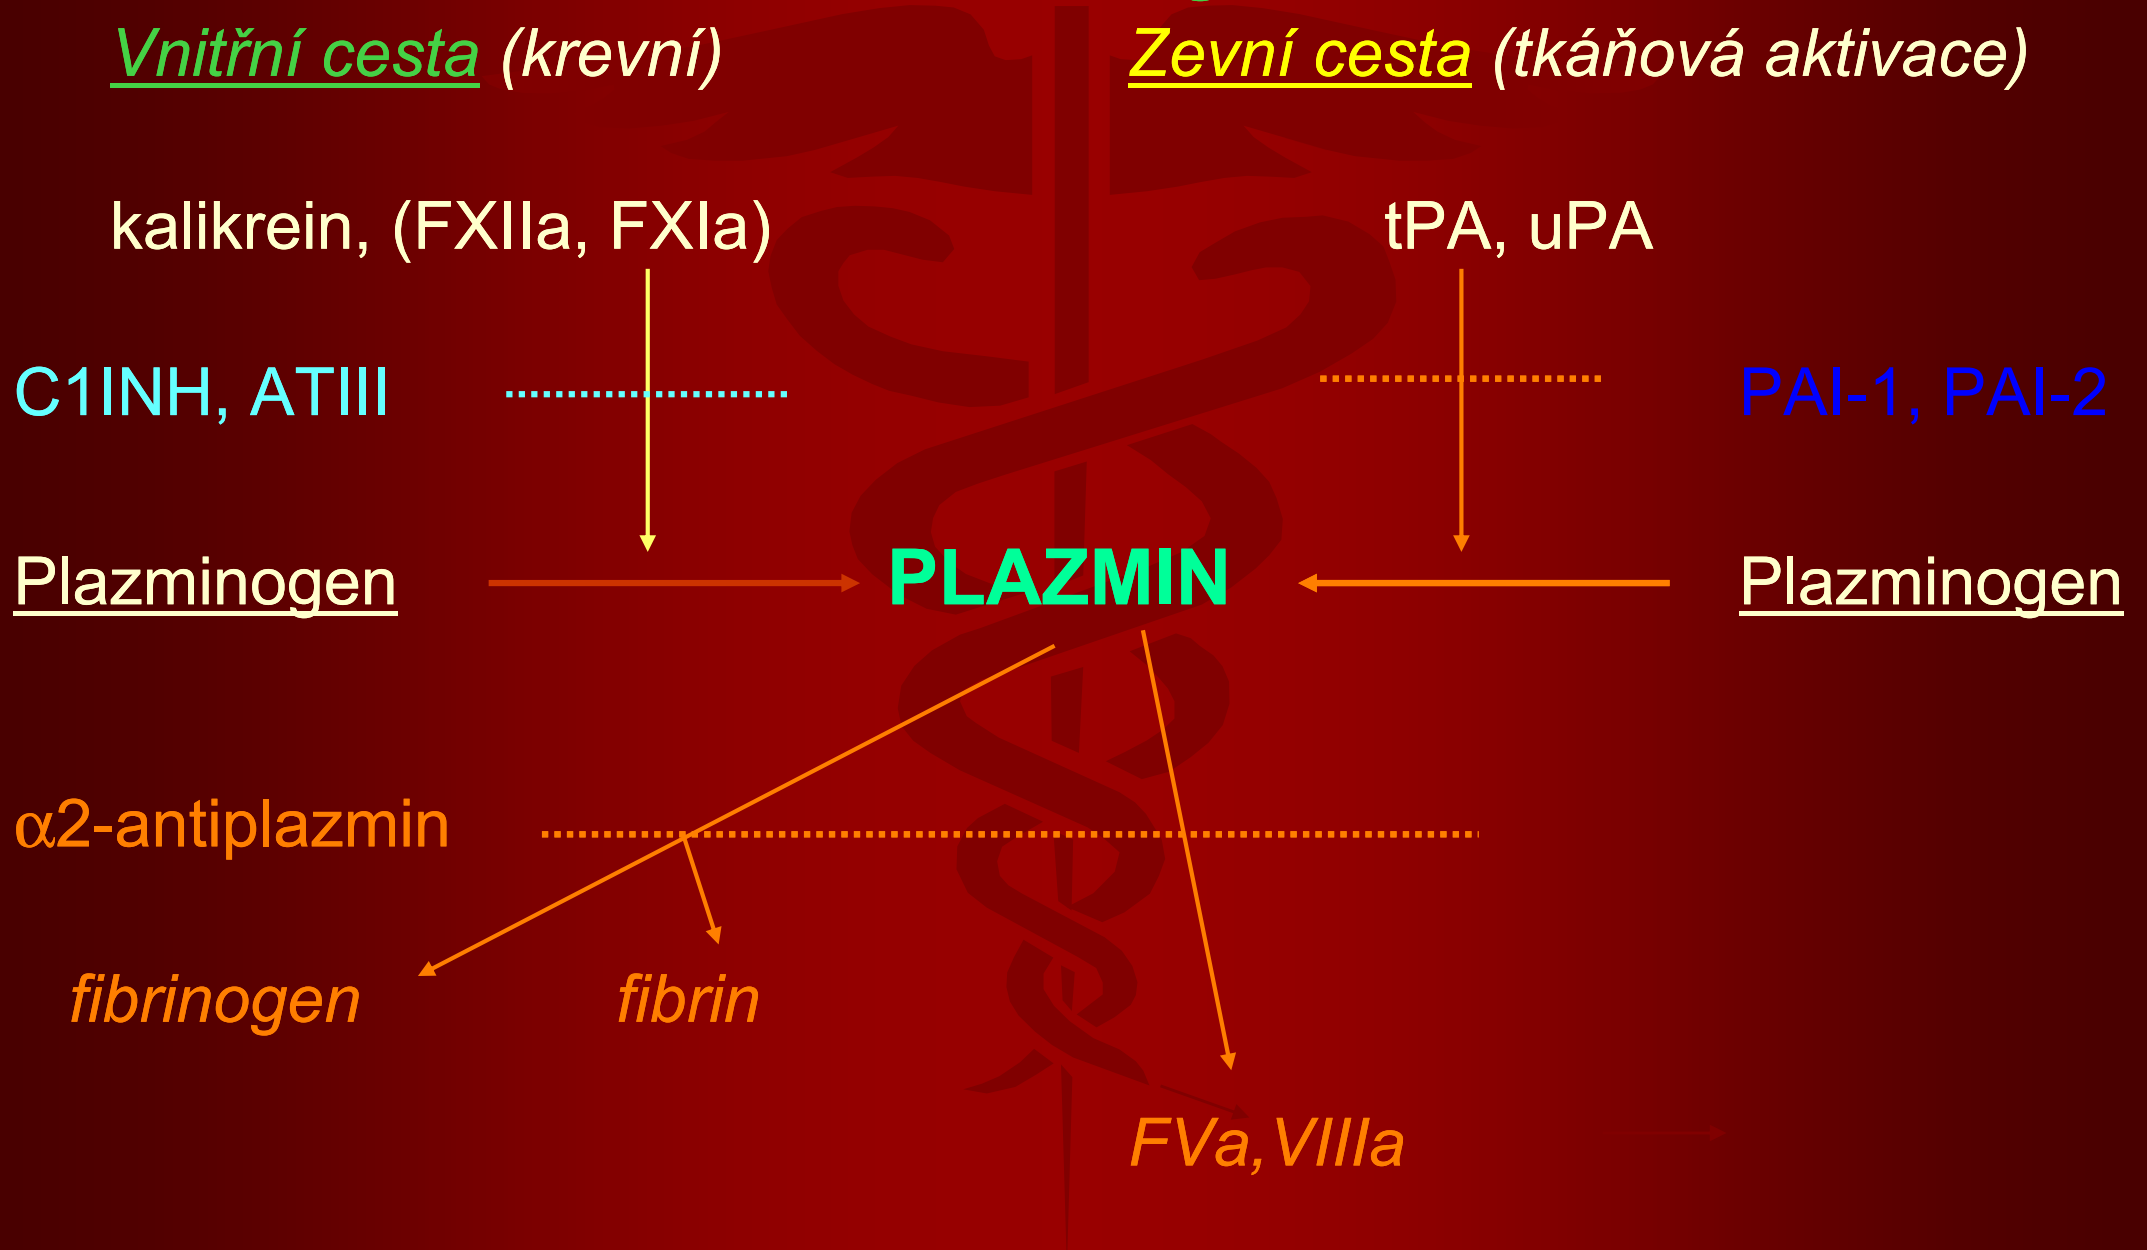 Vnitřní cesta (krevní) Zevní cesta (tkáňová aktivace)
kalikrein, (FXIIa, FXIa) tPA, uPA
C1INH, ATIII PAI-1, PAI-2
Plazminogen PLAZMIN Plazminogen
α2-antiplazmin
fibrinogen fibrin
FVa,VIIIa